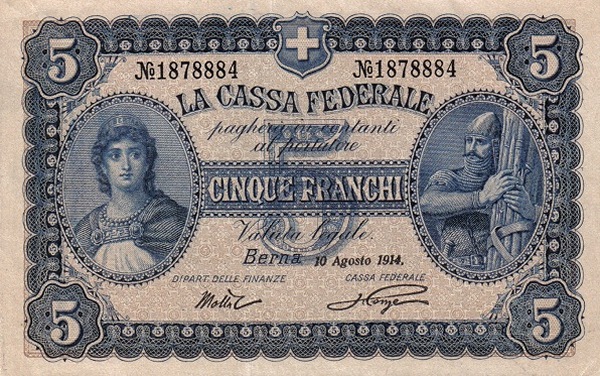 5 5
№1878884 №1878884
LA CASSA FEDERALE
pagherà in contanti
al portatore
CINQUE FRANCHI
Valuta legale.
Berna 10 Agosto 1914.
DIPART. DELLE FINANZE CASSA FEDERALE
5 5